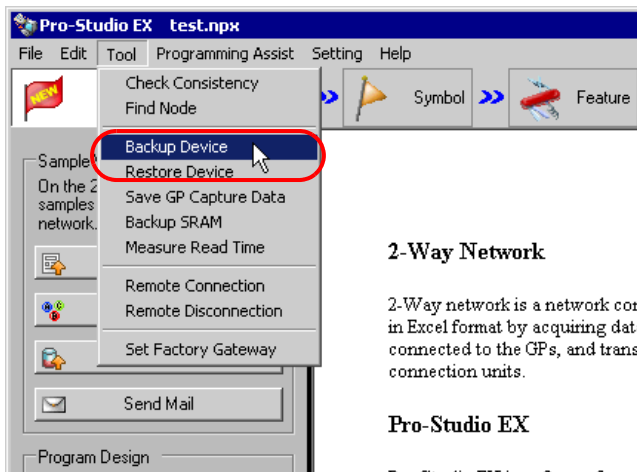 Pro-Studio EX test.npx
File Edit Tool Programming Assist Setting Help
NEW
Symbol
Feature
Check Consistency
Find Node
Backup Device
Restore Device
Save GP Capture Data
Backup SRAM
Measure Read Time
Remote Connection
Remote Disconnection
Set Factory Gateway
Sample
On the 2
samples
network.
Send Mail
Program Design
2-Way Network
2-Way network is a network
in Excel format by acquiring
connected to the GPs, and
connection units.
Pro-Studio EX